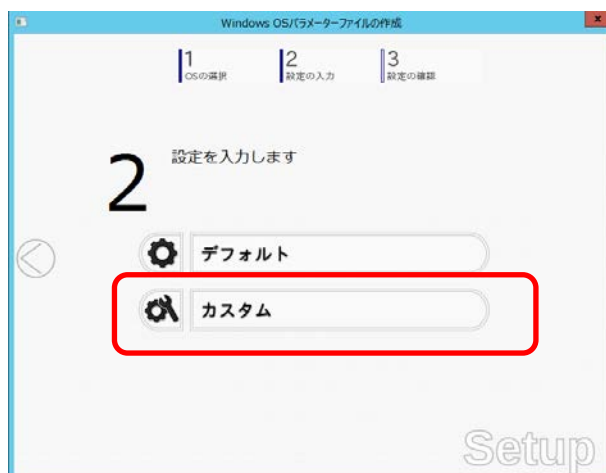 Windows OSパラメーターファイルの作成
1
OSの選択
2
設定の入力
3
設定の確認
2
設定を入力します
デフォルト
カスタム
Setup